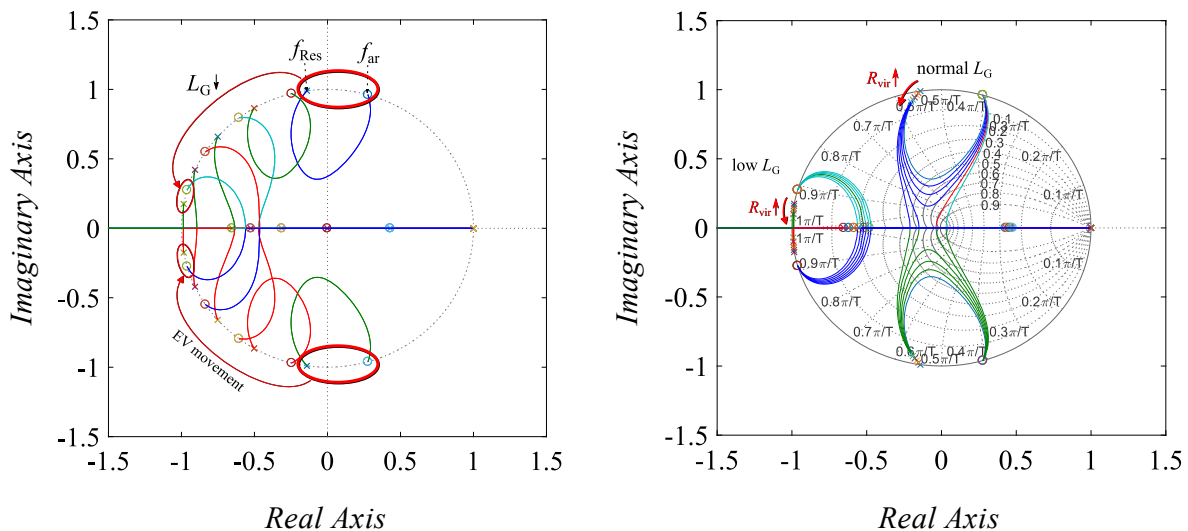 1.5
1
0.5
0
-0.5
-1
-1.5
-1.5
-1
-0.5
0
0.5
1
1.5
Real Axis
Imaginary Axis
f_Res
f_ar
L_G↓
EV movement
1.5
1
0.5
0
-0.5
-1
-1.5
-1.5
-1
-0.5
0
0.5
1
1.5
Real Axis
Imaginary Axis
R_vir↑
normal L_G
low L_G
R_vir↑
0.5π/T
0.4π/T
0.7π/T
0.3π/T
0.8π/T
0.2π/T
0.9π/T
0.1π/T
1π/T
1π/T
0.9π/T
0.1π/T
0.8π/T
0.2π/T
0.7π/T
0.3π/T
0.6π/T
0.4π/T
0.5π/T
0.1
0.2
0.3
0.4
0.5
0.6
0.7
0.8
0.9